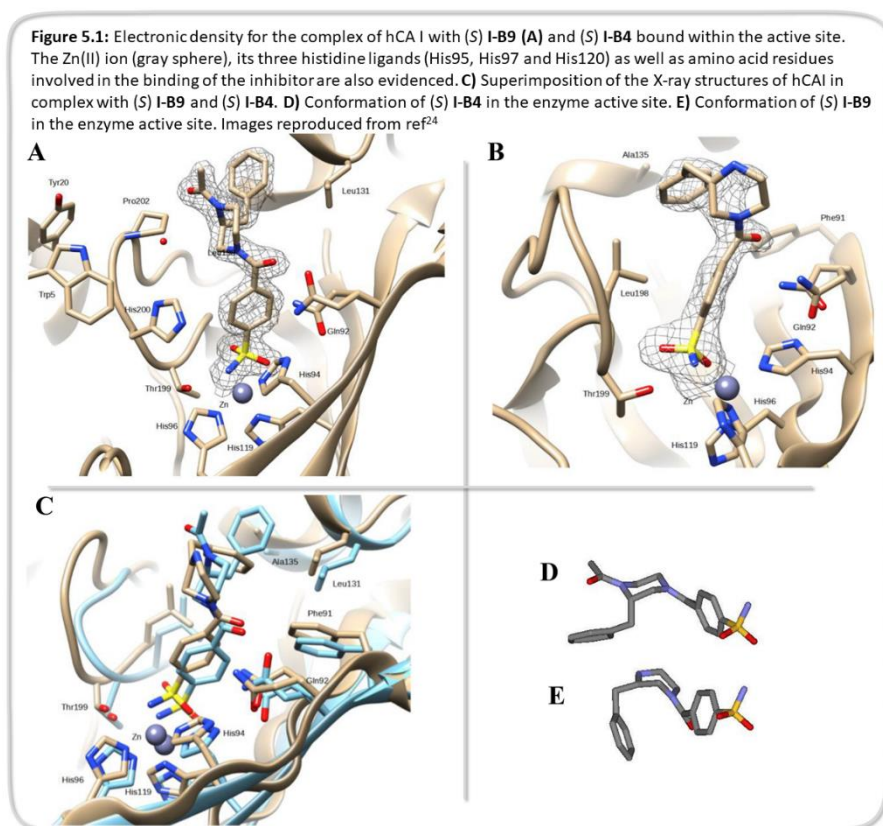 Figure 5.1: Electronic density for the complex of hCA I with (S) I-B9 (A) and (S) I-B4 bound within the active site.
The Zn(II) ion (gray sphere), its three histidine ligands (His95, His97 and His120) as well as amino acid residues
involved in the binding of the inhibitor are also evidenced. C) Superimposition of the X-ray structures of hCAI in
complex with (S) I-B9 and (S) I-B4. D) Conformation of (S) I-B4 in the enzyme active site. E) Conformation of (S) I-B9
in the enzyme active site. Images reproduced from ref24
A
Tyr20
Pro202
Leu131
Trp5
His200
Gln92
Thr199
His94
Zn
His96
His119
B
Ala135
Phe91
Leu198
Gln92
His94
Thr199
Zn
His96
His119
C
Ala135
Leu131
Phe91
Gln92
Thr199
Zn
His94
His96
His119
D
E